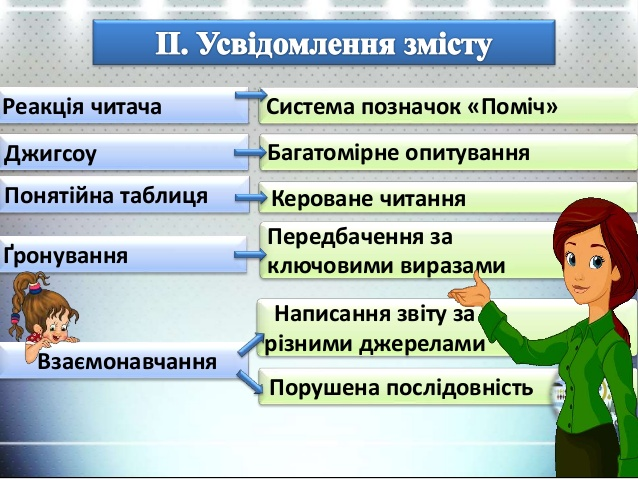 II. Усвідомлення змісту
Реакція читача
Система позначок «Поміч»
Джигсоу
Багатомірне опитування
Понятійна таблиця
Кероване читання
Ґронування
Передбачення за
ключовими виразами
Взаємонавчання
Написання звіту за
різними джерелами
Порушена послідовність